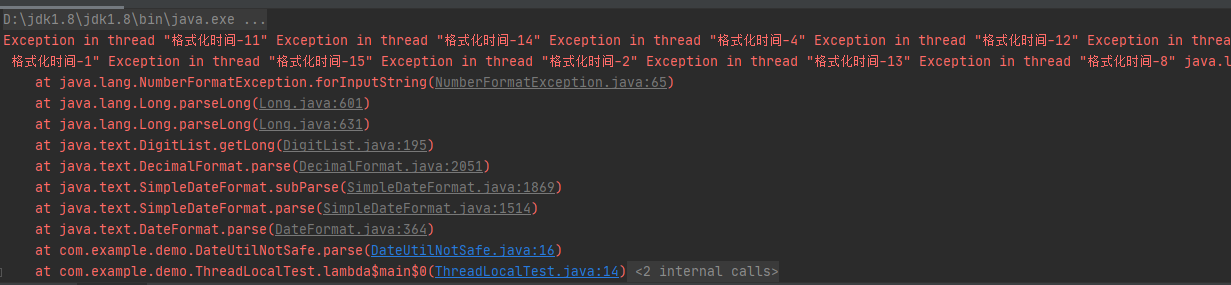 D:\jdk1.8\jdk1.8\bin\java.exe ...
Exception in thread "格式化时间-11" Exception in thread "格式化时间-14" Exception in thread "格式化时间-4" Exception in thread "格式化时间-12" Exception in threa
格式化时间-1" Exception in thread "格式化时间-15" Exception in thread "格式化时间-2" Exception in thread "格式化时间-13" Exception in thread "格式化时间-8" java.l
at java.lang.NumberFormatException.forInputString(NumberFormatException.java:65)
at java.lang.Long.parseLong(Long.java:601)
at java.lang.Long.parseLong(Long.java:631)
at java.text.DigitList.getLong(DigitList.java:195)
at java.text.DecimalFormat.parse(DecimalFormat.java:2051)
at java.text.SimpleDateFormat.subParse(SimpleDateFormat.java:1869)
at java.text.SimpleDateFormat.parse(SimpleDateFormat.java:1514)
at java.text.DateFormat.parse(DateFormat.java:364)
at com.example.demo.DateUtilNotSafe.parse(DateUtilNotSafe.java:16)
at com.example.demo.ThreadLocalTest.lambda$main$0(ThreadLocalTest.java:14) <2 internal calls>